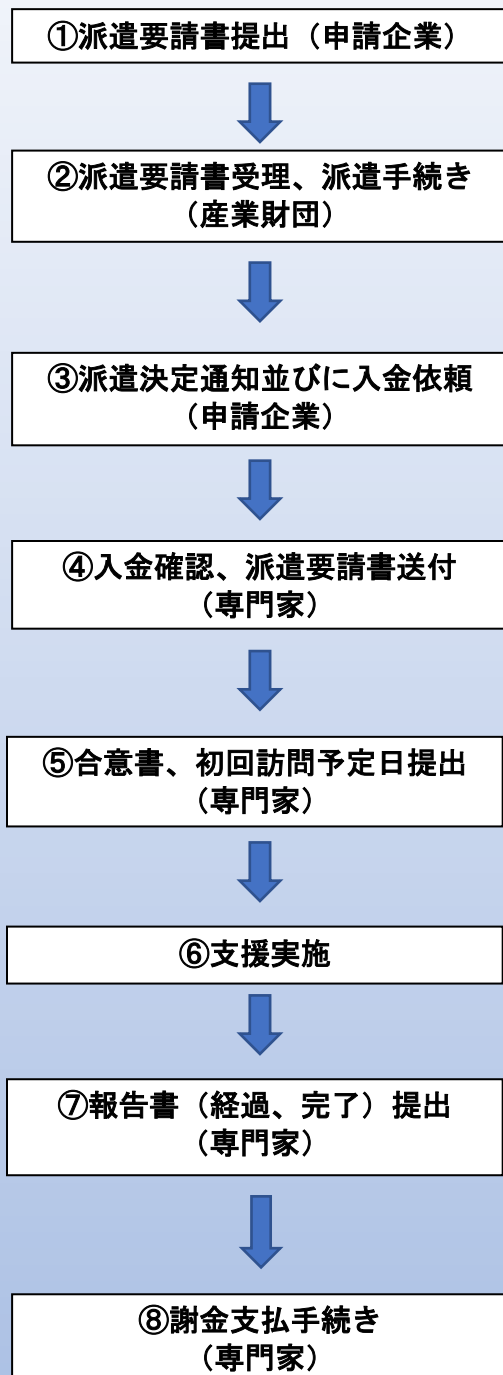 ①派遣要請書提出（申請企業）
②派遣要請書受理、派遣手続き
（産業財団）
③派遣決定通知並びに入金依頼
（申請企業）
④入金確認、派遣要請書送付
（専門家）
⑤合意書、初回訪問予定日提出
（専門家）
⑥支援実施
⑦報告書（経過、完了）提出
（専門家）
⑧謝金支払手続き
（専門家）